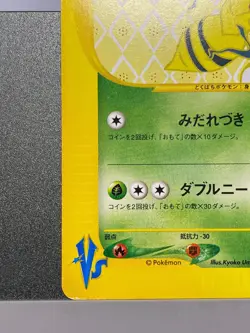 どくばちポケモン 身
みだれづき
コインを2回投げ、「おもて」の数×10ダメージ。
ダブルニー
コインを2回投げ、「おもて」の数×30ダメージ。
弱点 抵抗力-30
©Pokémon Illus.Kyoko Um
VS